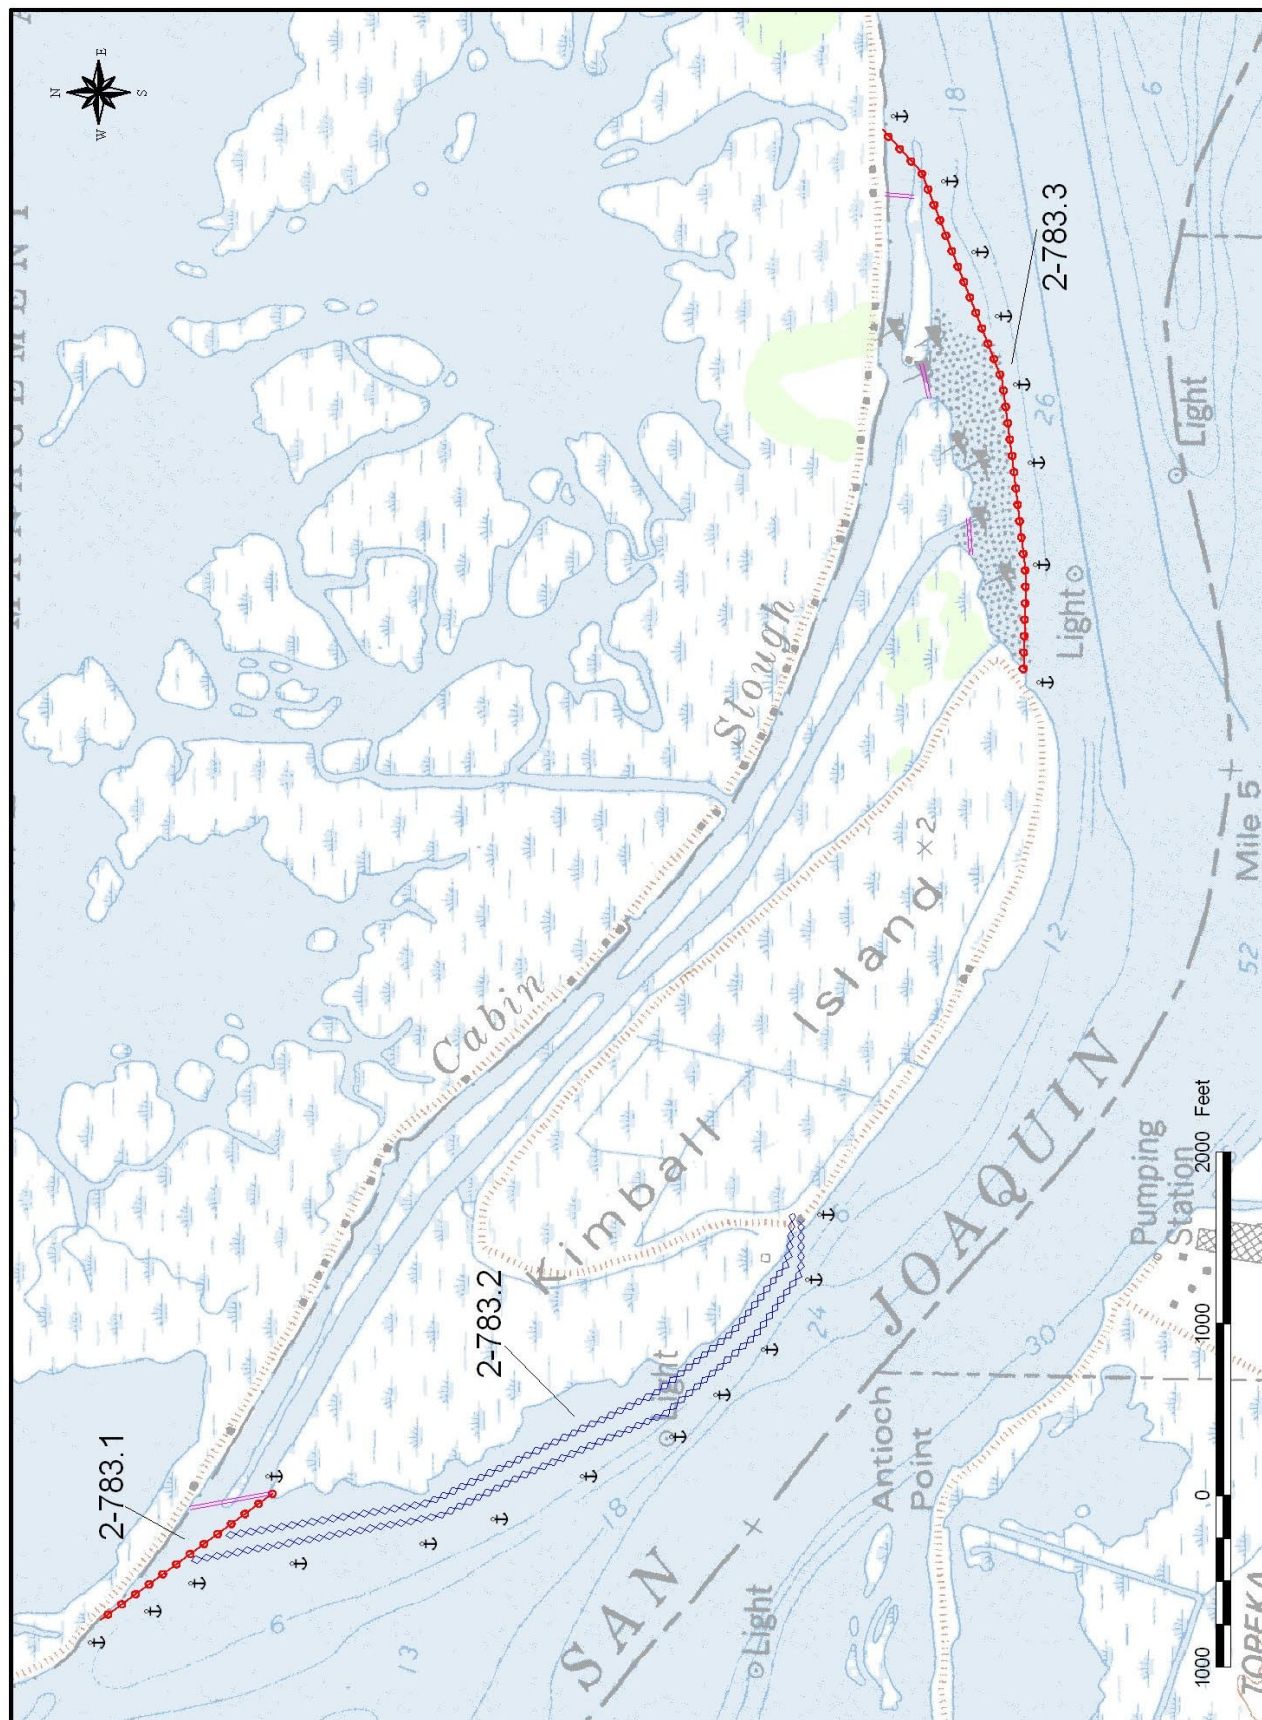 N
E
S
W
2-783.1
2-783.2
2-783.3
Cabin
Slough
Kimball
Island
×2
SAN
JOAQUIN
Light
Light
Light
Light
Antioch
Point
Pumping
Station
Mile 5
6
13
18
24
30
12
52
26
18
6
1000
0
1000
2000
Feet
TOPEKA